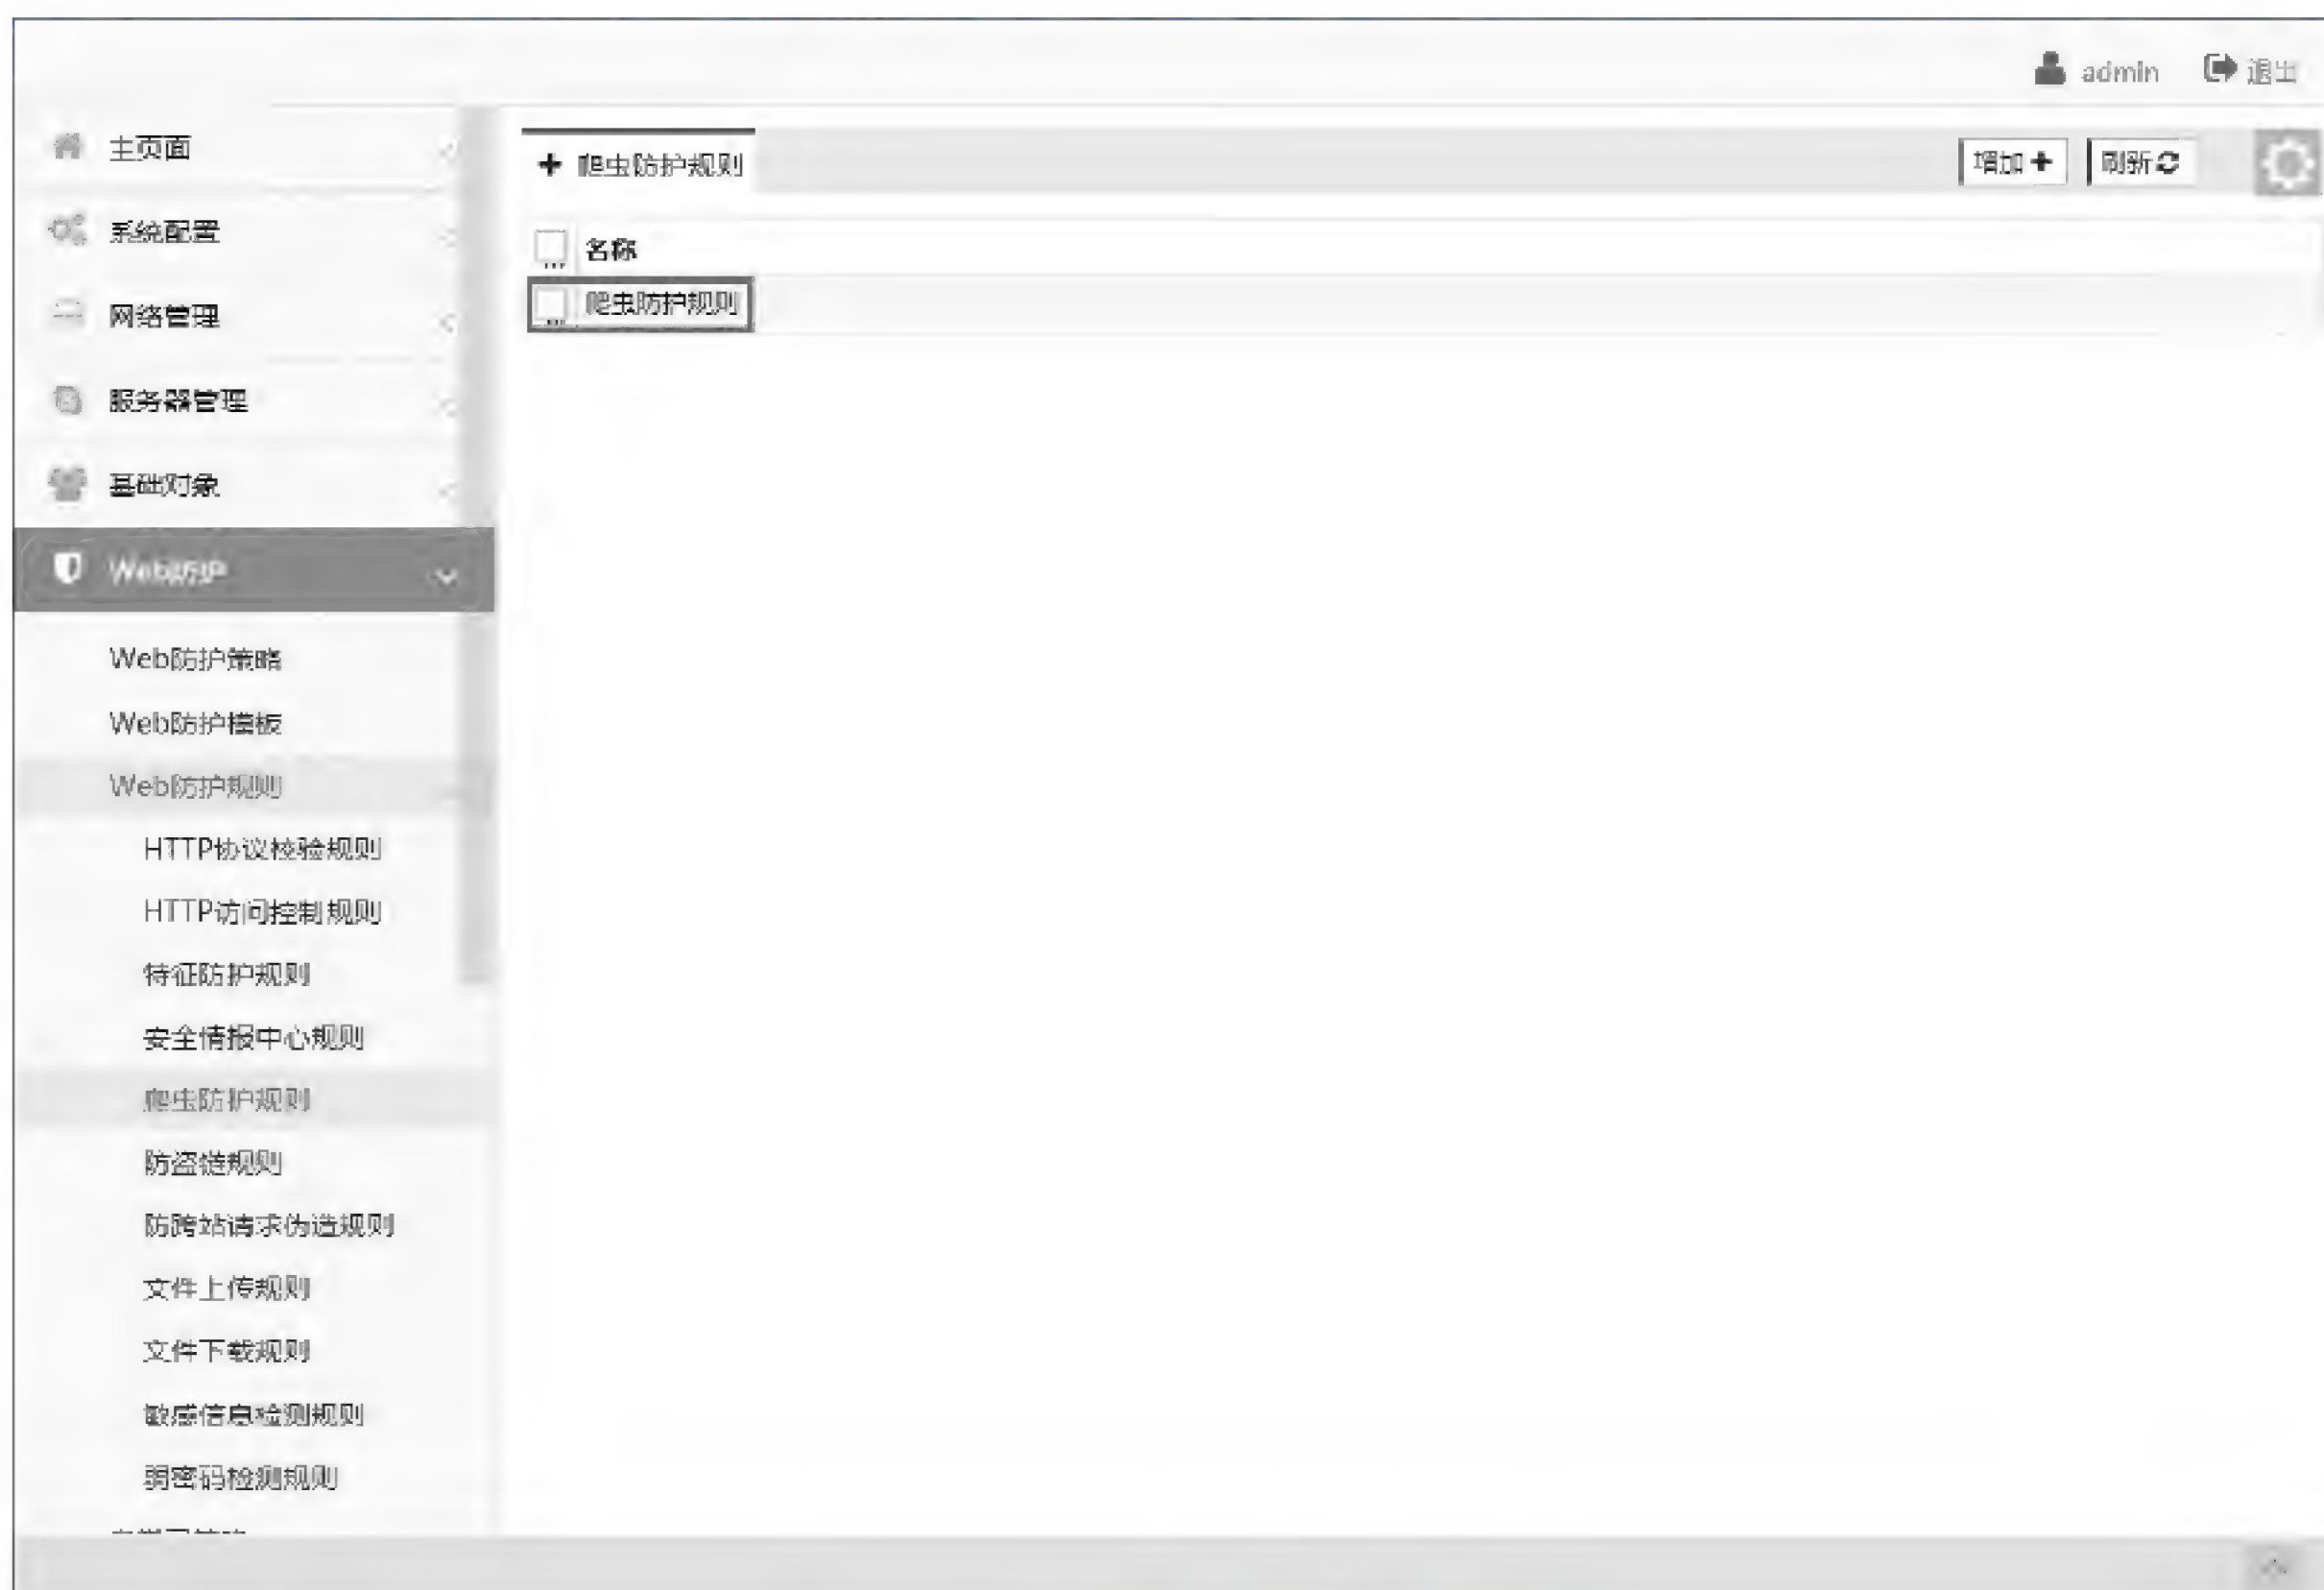 admin 退出
主页面
系统配置
网络管理
服务器管理
基础对象
Web防护
Web防护策略
Web防护模板
Web防护规则
HTTP协议校验规则
HTTP访问控制规则
特征防护规则
安全情报中心规则
爬虫防护规则
防盗链规则
防跨站请求伪造规则
文件上传规则
文件下载规则
敏感信息检测规则
弱密码检测规则
爬虫防护规则
增加 刷新
名称
爬虫防护规则